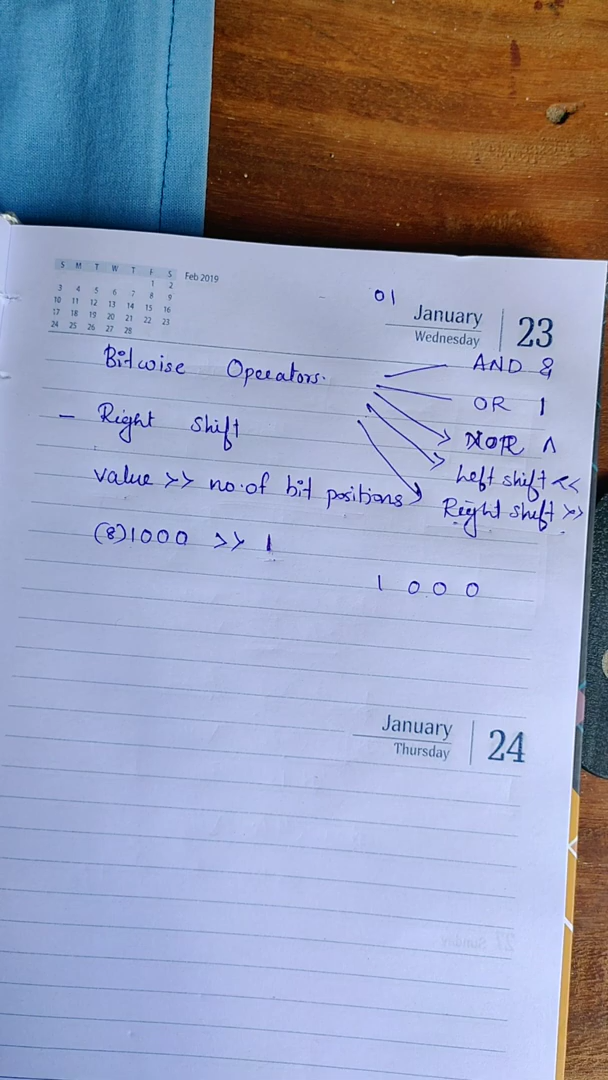 S M T W T F S Feb 2019
1 2
3 4 5 6 7 8 9
10 11 12 13 14 15 16
17 18 19 20 21 22 23
24 25 26 27 28
01
January
Wednesday
23
Bitwise Operators.
AND &
OR |
^
Left shift <<
Right shift >>
- Right shift
value >> no. of bit positions
(8)1000 >> 1
1 0 0 0
January
Thursday
24